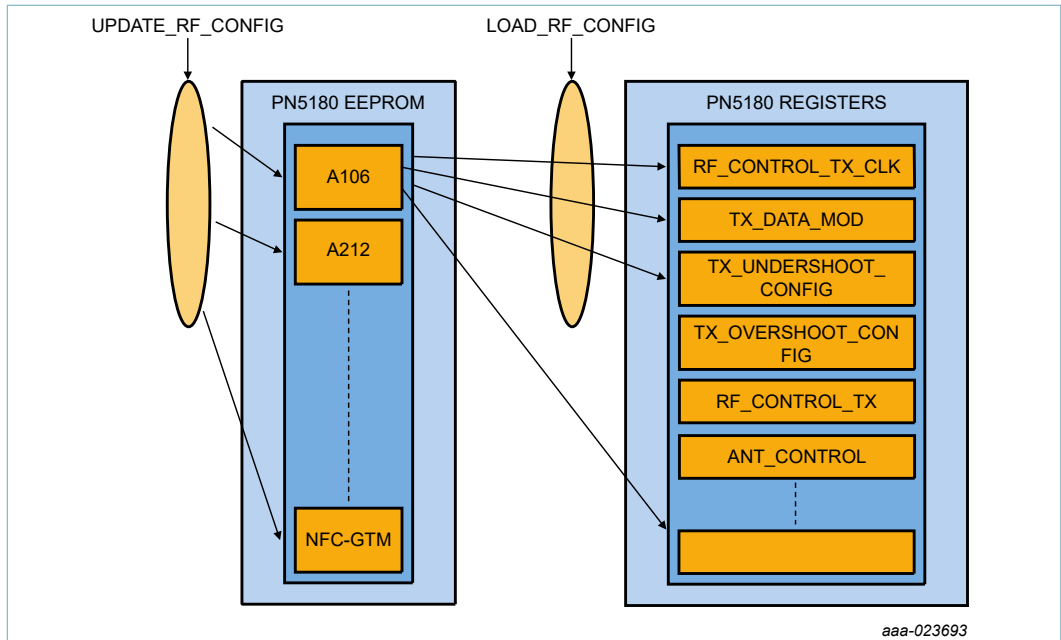 UPDATE_RF_CONFIG
LOAD_RF_CONFIG
PN5180 EEPROM
A106
A212
NFC-GTM
PN5180 REGISTERS
RF_CONTROL_TX_CLK
TX_DATA_MOD
TX_UNDERSHOOT_
CONFIG
TX_OVERSHOOT_CON
FIG
RF_CONTROL_TX
ANT_CONTROL
aaa-023693